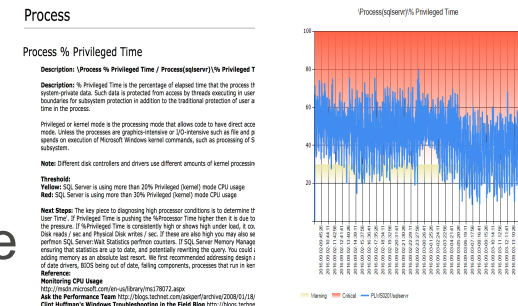 Process
Process % Privileged Time
Description: \Process % Privileged Time / Process(sqlservr)\% Privileged T
Description: % Privileged Time is the percentage of elapsed time that the process t
system-private data. Such data is protected from access by threads executing in user
boundaries for subsystem protection in addition to the traditional protection of user a
time in the process.
Privileged or kernel mode is the processing mode that allows code to have direct acce
mode. Unless the processes are graphics-intensive or I/O-intensive such as file and p
spends on execution of Microsoft Windows kernel commands, such as processing of S
subsystem.
Note: Different disk controllers and drivers use different amounts of kernel processin
Threshold:
Yellow: SQL Server is using more than 20% Privileged (kernel) mode CPU usage
Red: SQL Server is using more than 30% Privileged (kernel) mode CPU usage
Next Steps: The key piece to diagnosing high processor conditions is to determine th
User Time. If Privileged Time is pushing the %Processor Time higher then it is due to
the pressure. If %Privileged Time is consistently high or shows high under load, it cou
Disk reads / sec and Physical Disk writes / sec. If these are also high you may also se
perfmon SQL Server:Wait Statistics perfmon counters. If SQL Server Memory Manage
ensuring that statistics are up to date, and potentially rewriting the query. You could a
adding memory as an absolute last resort. We first recommended addressing design a
of date drivers, BIOS being out of date, failing components, processes that run in kern
Reference:
Monitoring CPU Usage
http://msdn.microsoft.com/en-us/library/ms178072.aspx
Ask the Performance Team http://blogs.technet.com/askperf/archive/2008/01/18/
Clint Huffman's Windows Troubleshooting in the Field Blog http://blogs.techne
e
\Process(sqlservr)\% Privileged Time
100
80
60
40
20
Warning Critical